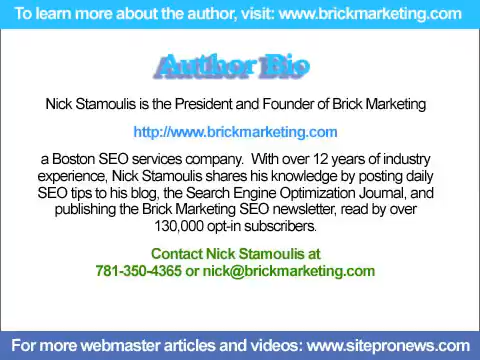 To learn more about the author, visit: www.brickmarketing.com
Author Bio
Nick Stamoulis is the President and Founder of Brick Marketing
http://www.brickmarketing.com
a Boston SEO services company.  With over 12 years of industry
experience, Nick Stamoulis shares his knowledge by posting daily
SEO tips to his blog, the Search Engine Optimization Journal, and
publishing the Brick Marketing SEO newsletter, read by over
130,000 opt-in subscribers.
Contact Nick Stamoulis at
781-350-4365 or nick@brickmarketing.com
For more webmaster articles and videos: www.sitepronews.com